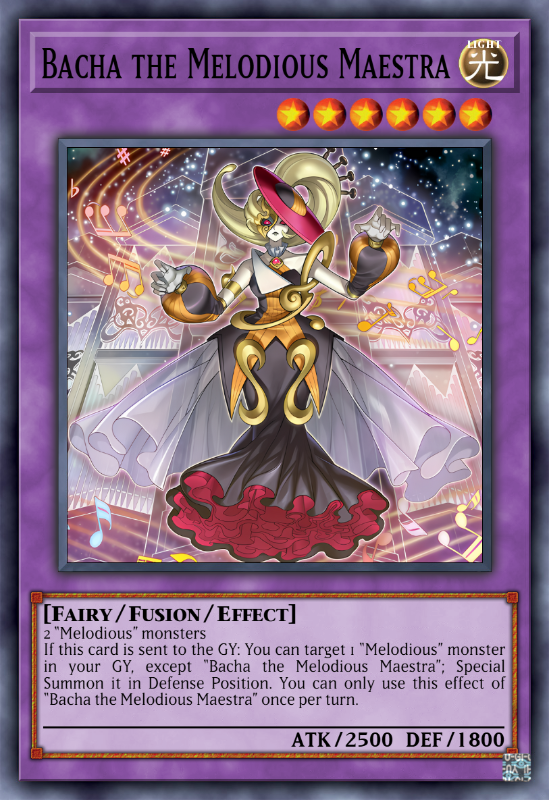 BACHA THE MELODIOUS MAESTRA
LIGHT
光
[FAIRY/FUSION/EFFECT]
2 "Melodious" monsters
If this card is sent to the GY: You can target 1 "Melodious" monster
in your GY, except "Bacha the Melodious Maestra"; Special
Summon it in Defense Position. You can only use this effect of
"Bacha the Melodious Maestra" once per turn.
ATK/2500 DEF/1800